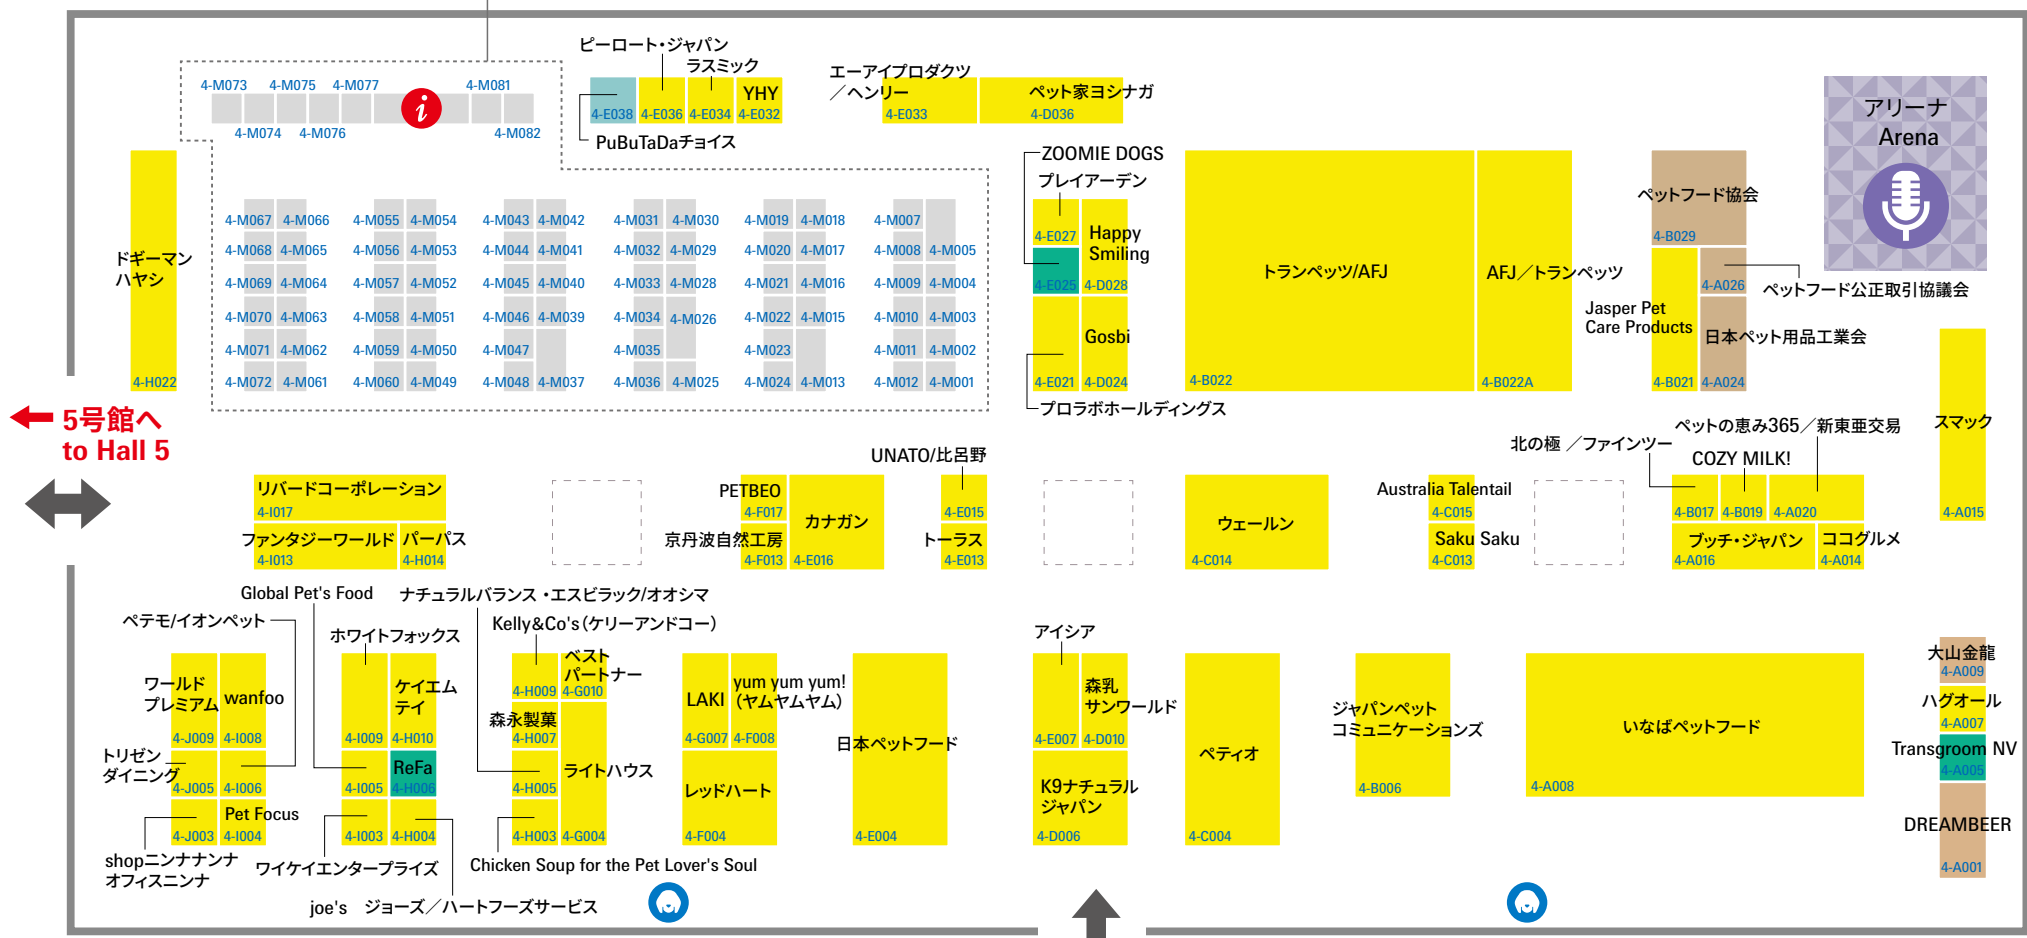 ピーロート・ジャパン
ラスミック
YHY
4-E038 4-E036 4-E034 4-E032
PuBuTaDaチョイス
エーアイプロダクツ
／ヘンリー
4-E033
ペット家ヨシナガ
4-D036
アリーナ
Arena
4-M073 4-M075 4-M077 4-M081
i
4-M074 4-M076 4-M082
ドギーマン
ハヤシ
4-H022
4-M067 4-M066 4-M055 4-M054 4-M043 4-M042 4-M031 4-M030 4-M019 4-M018 4-M007
4-M068 4-M065 4-M056 4-M053 4-M044 4-M041 4-M032 4-M029 4-M020 4-M017 4-M008 4-M005
4-M069 4-M064 4-M057 4-M052 4-M045 4-M040 4-M033 4-M028 4-M021 4-M016 4-M009 4-M004
4-M070 4-M063 4-M058 4-M051 4-M046 4-M039 4-M034 4-M026 4-M022 4-M015 4-M010 4-M003
4-M071 4-M062 4-M059 4-M050 4-M047 4-M035 4-M023 4-M011 4-M002
4-M072 4-M061 4-M060 4-M049 4-M048 4-M037 4-M036 4-M025 4-M024 4-M013 4-M012 4-M001
ZOOMIE DOGS
プレイアーデン
4-E027
Happy
Smiling
4-E025 4-D028
Gosbi
4-E021 4-D024
プロラボホールディングス
トランペッツ/AFJ
4-B022
AFJ／トランペッツ
4-B022A
ペットフード協会
4-B029
4-A026
ペットフード公正取引協議会
Jasper Pet
Care Products
4-B021
日本ペット用品工業会
4-A024
スマック
4-A015
5号館へ
to Hall 5
リバードコーポレーション
4-I017
ファンタジーワールド
4-I013
パーパス
4-H014
PETBEO
4-F017
京丹波自然工房
4-F013
カナガン
4-E016
UNATO/比呂野
4-E015
トーラス
4-E013
ウェールン
4-C014
Australia Talentail
4-C015
Saku Saku
4-C013
北の極 ／ファインツー
ペットの恵み365／新東亜交易
COZY MILK!
4-B017 4-B019 4-A020
ブッチ・ジャパン
4-A016
ココグルメ
4-A014
Global Pet's Food
ナチュラルバランス ・エスビラック/オオシマ
ペテモ/イオンペット
ホワイトフォックス
Kelly&Co's（ケリーアンドコー）
ワールド
プレミアム
4-J009
wanfoo
4-I008
トリゼン
ダイニング
4-J005 4-I006
Pet Focus
4-J003 4-I004
shopニンナナンナ
オフィスニンナ
ケイエム
テイ
4-I009 4-H010
ReFa
4-I005 4-H006
4-I003 4-H004
ワイケイエンタープライズ
joe's ジョーズ／ハートフーズサービス
ベスト
パートナー
4-H009 4-G010
森永製菓
4-H007
ライトハウス
4-H005
4-H003 4-G004
Chicken Soup for the Pet Lover's Soul
LAKI
4-G007
yum yum yum!
（ヤムヤムヤム）
4-F008
レッドハート
4-F004
日本ペットフード
4-E004
アイシア
4-E007
森乳
サンワールド
4-D010
K9ナチュラル
ジャパン
4-D006
ペティオ
4-C004
ジャパンペット
コミュニケーションズ
4-B006
いなばペットフード
4-A008
大山金龍
4-A009
ハグオール
4-A007
Transgroom NV
4-A005
DREAMBEER
4-A001